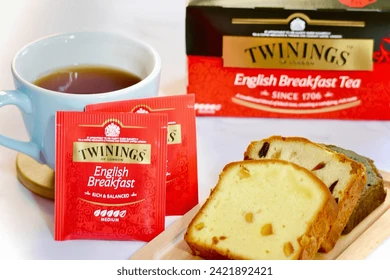 TWININGS
OF LONDON
English Breakfast Tea
SINCE 1706
TWININGS
OF LONDON
English
Breakfast
RICH & BALANCED
MEDIUM
TWININGS
shutterstock.com · 2421892421